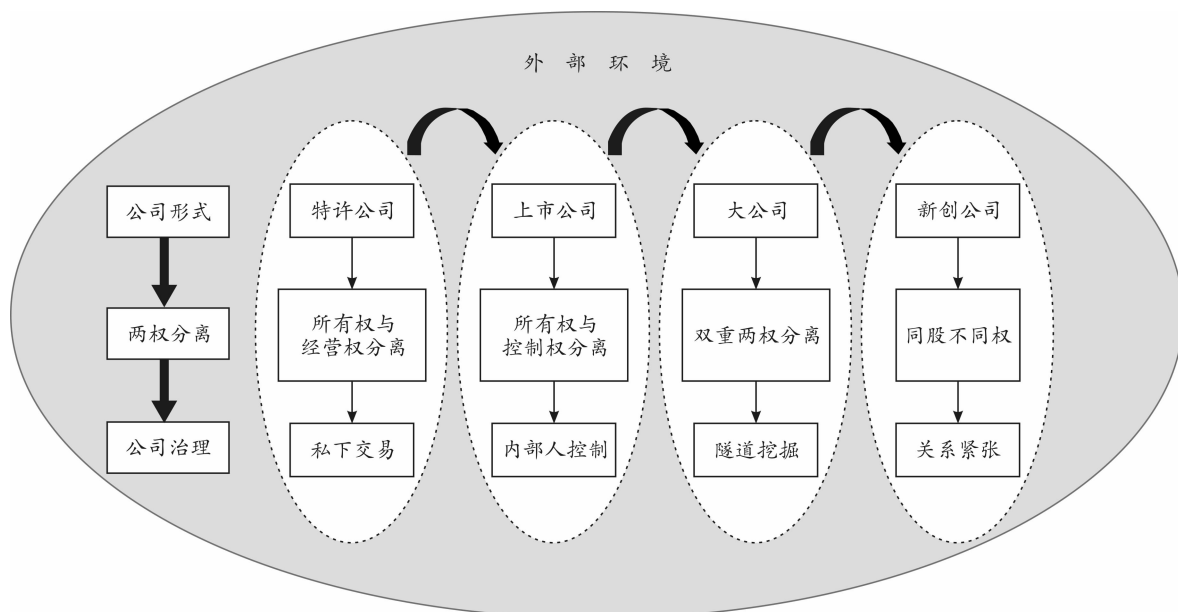 外部环境
公司形式
特许公司
上市公司
大公司
新创公司
两权分离
所有权与
经营权分离
所有权与
控制权分离
双重两权分离
同股不同权
公司治理
私下交易
内部人控制
隧道挖掘
关系紧张